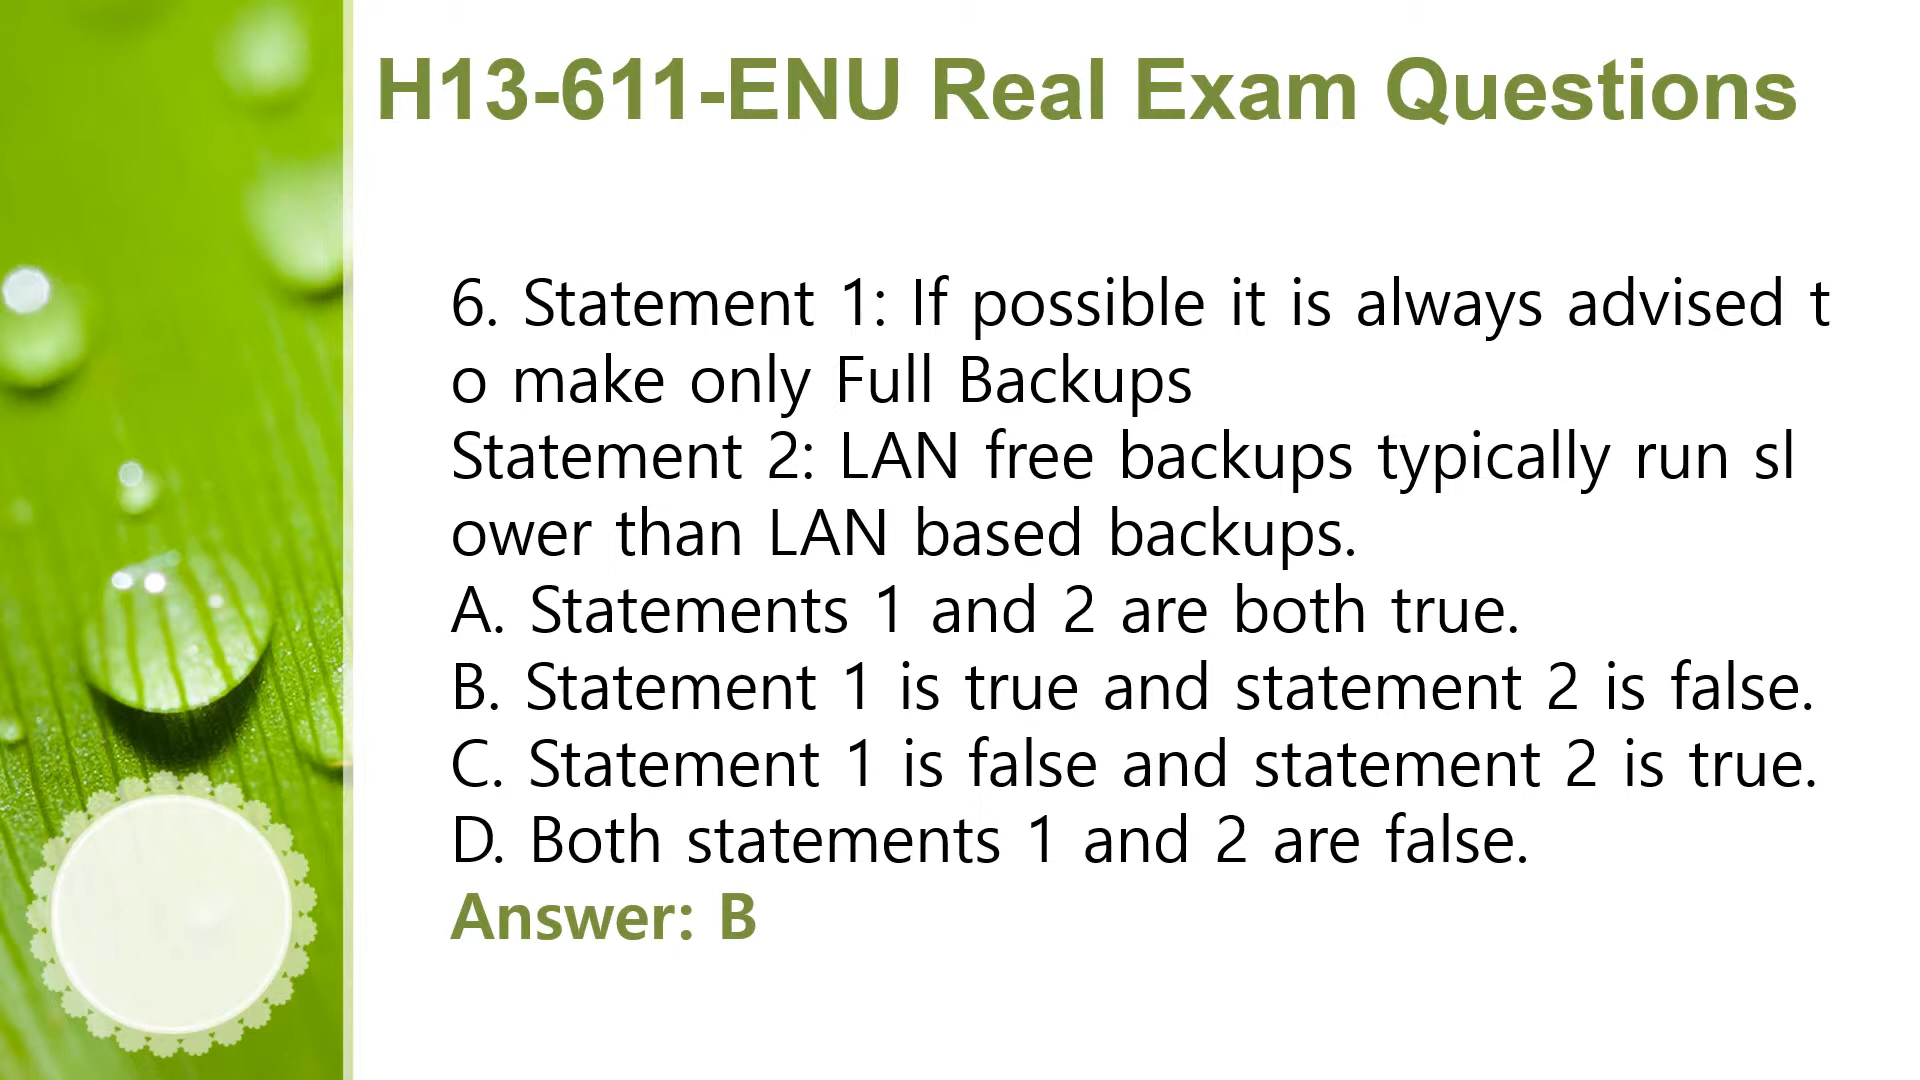 H13-611-ENU Real Exam Questions
6. Statement 1: If possible it is always advised t
o make only Full Backups
Statement 2: LAN free backups typically run sl
ower than LAN based backups.
A. Statements 1 and 2 are both true.
B. Statement 1 is true and statement 2 is false.
C. Statement 1 is false and statement 2 is true.
D. Both statements 1 and 2 are false.
Answer: B